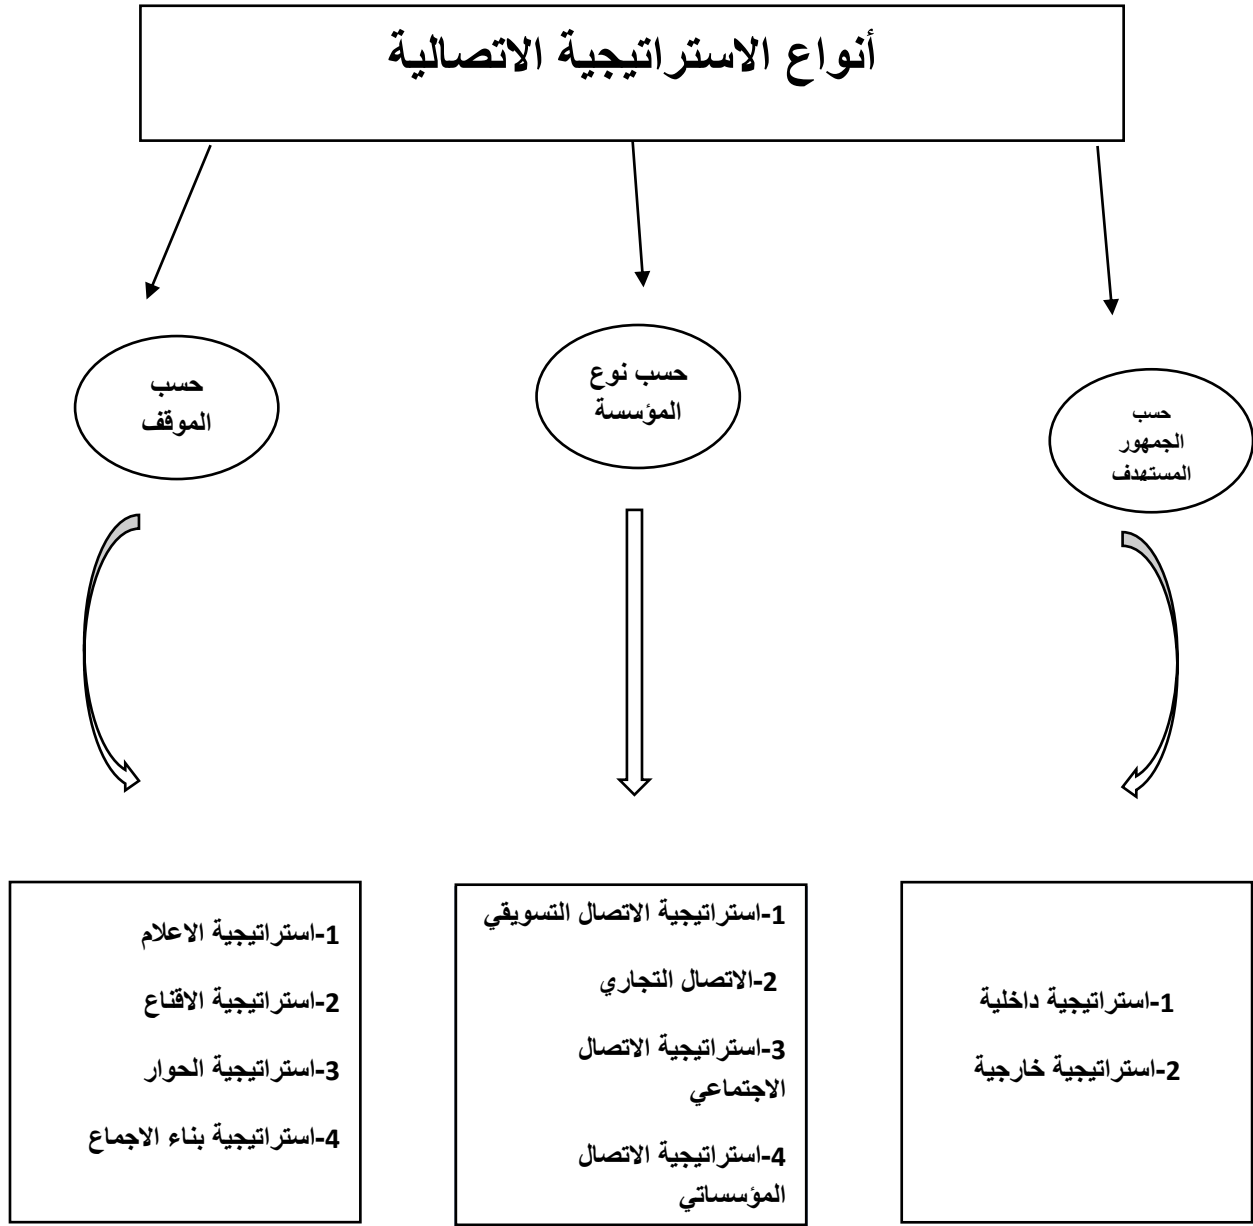 أنواع الاستراتيجية الاتصالية
حسب
الجمهور
المستهدف
حسب نوع
المؤسسة
حسب
الموقف
1-استراتيجية داخلية
2-استراتيجية خارجية
1-استراتيجية الاتصال التسويقي
2-الاتصال التجاري
3-استراتيجية الاتصال
الاجتماعي
4-استراتيجية الاتصال
المؤسساتي
1-استراتيجية الاعلام
2-استراتيجية الاقناع
3-استراتيجية الحوار
4-استراتيجية بناء الاجماع